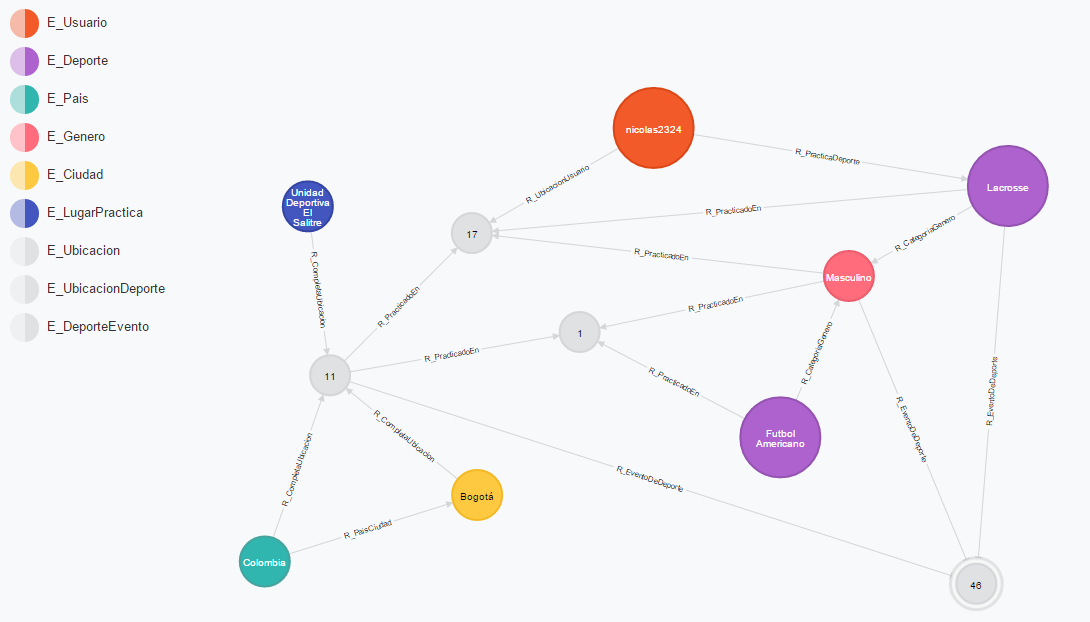 E_Usuario
E_Deporte
E_Pais
E_Genero
E_Ciudad
E_LugarPractica
E_Ubicacion
E_UbicacionDeporte
E_DeporteEvento
nicolas2324
R_PracticaDeporte
R_UbicacionUsuario
Lacrosse
Unidad
Deportiva
El
Salitre
R_PracticadoEn
R_CategoriaGenero
17
R_PracticadoEn
Masculino
R_CompletaUbicacion
R_PracticadoEn
R_PracticadoEn
1
R_PracticadoEn
R_CategoriaGenero
11
R_PracticadoEn
R_EventoDeDeporte
R_EventoDeDeporte
Futbol
Americano
R_CompletaUbicacion
R_CompletaUbicacion
R_EventoDeDeporte
Bogotá
R_PaisCiudad
Colombia
46